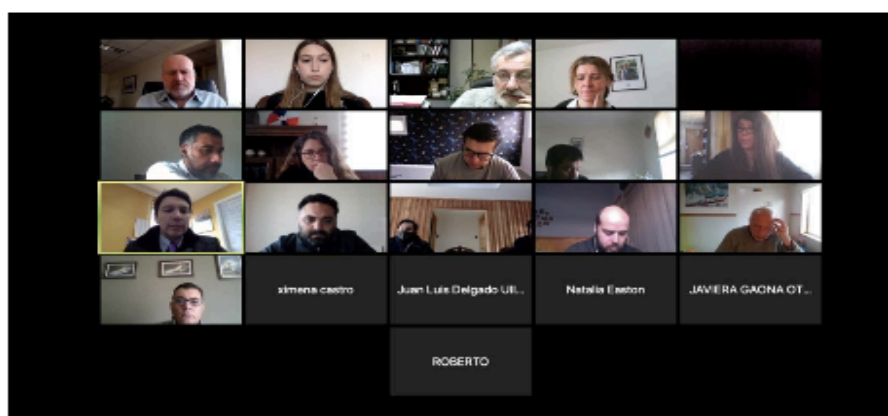 ximena castro
Juan Luis Delgado Ull...
Natalia Easton
JAVIERA GAONA OT...
ROBERTO